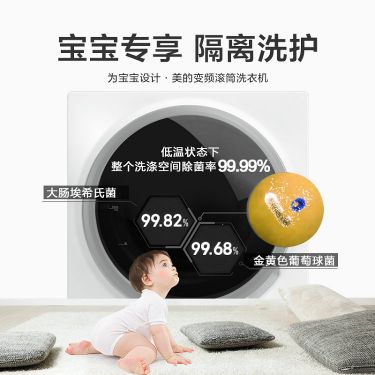 宝宝专享 隔离洗护
为宝宝设计·美的变频滚筒洗衣机
低温状态下
整个洗涤空间除菌率99.99%
大肠埃希氏菌
99.82%
99.68%
金黄色葡萄球菌